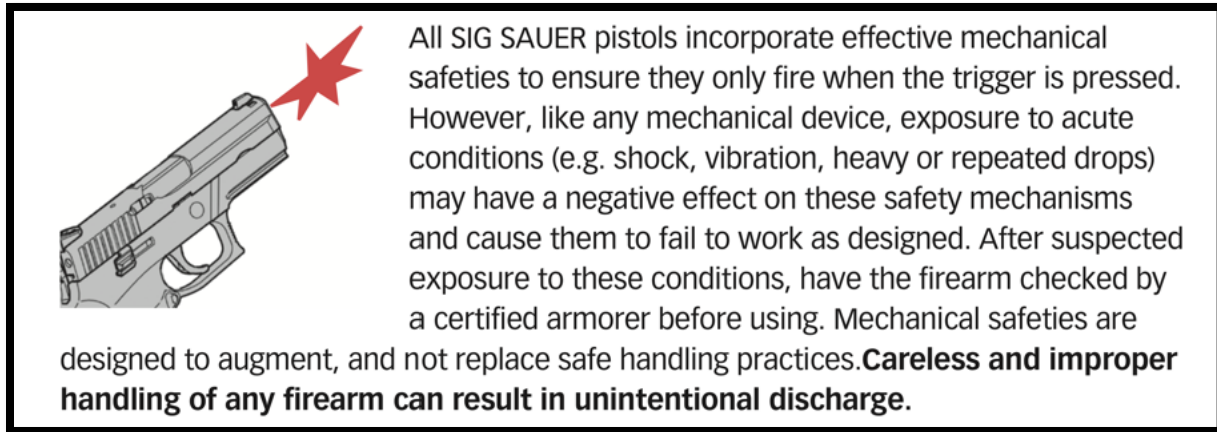 All SIG SAUER pistols incorporate effective mechanical
safeties to ensure they only fire when the trigger is pressed.
However, like any mechanical device, exposure to acute
conditions (e.g. shock, vibration, heavy or repeated drops)
may have a negative effect on these safety mechanisms
and cause them to fail to work as designed. After suspected
exposure to these conditions, have the firearm checked by
a certified armorer before using. Mechanical safeties are
designed to augment, and not replace safe handling practices.Careless and improper
handling of any firearm can result in unintentional discharge.